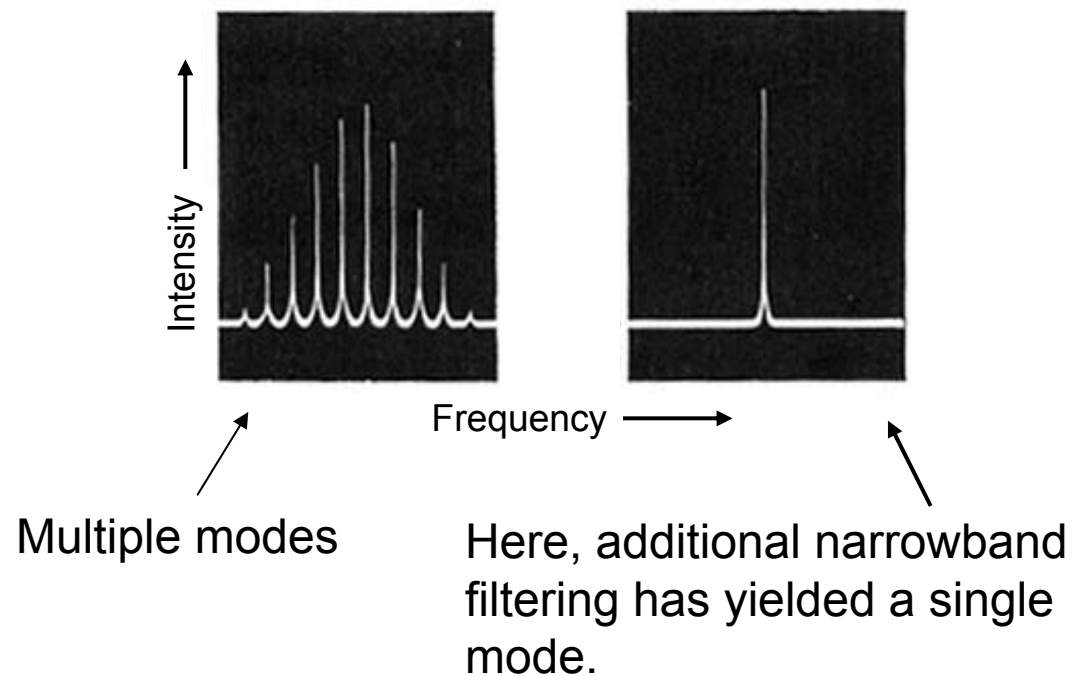 Intensity
Frequency
Multiple modes
Here, additional narrowband
filtering has yielded a single
mode.